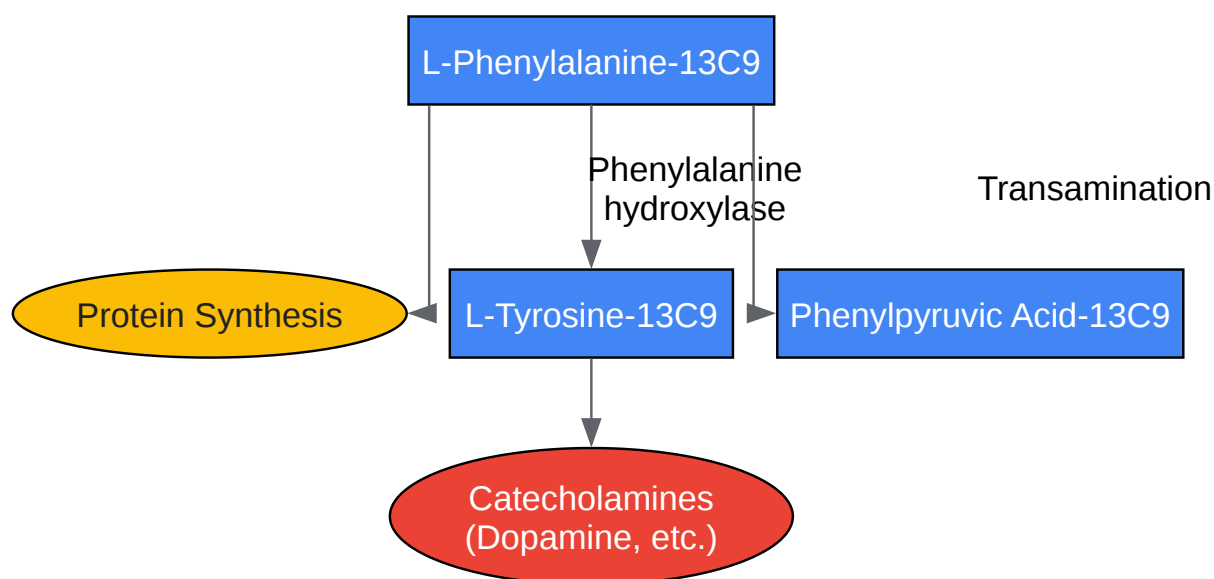 L-Phenylalanine-13C9
Phenylalanine
hydroxylase
Transamination
Protein Synthesis
L-Tyrosine-13C9
Phenylpyruvic Acid-13C9
Catecholamines
(Dopamine, etc.)